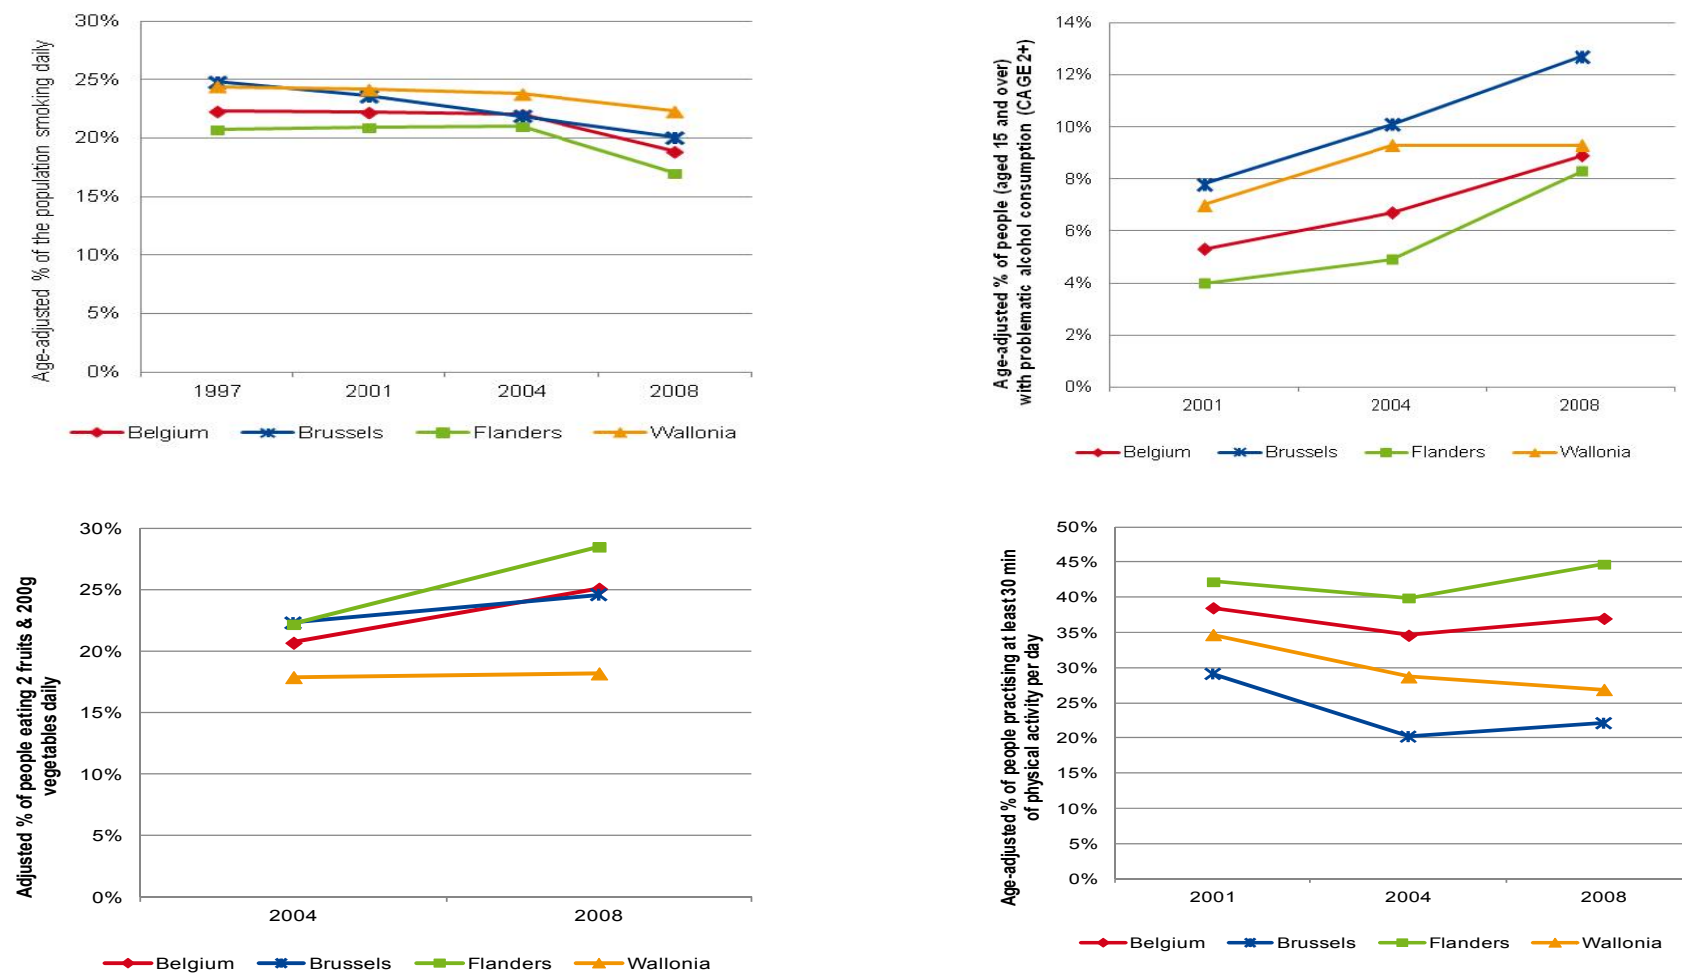 Age-adjusted % of the population smoking daily
30%
25%
20%
15%
10%
5%
0%
1997 2001 2004 2008
Belgium Brussels Flanders Wallonia
Age-adjusted % of people (aged 15 and over)
with problematic alcohol consumption (CAGE 2+)
14%
12%
10%
8%
6%
4%
2%
0%
2001 2004 2008
Belgium Brussels Flanders Wallonia
Adjusted % of people eating 2 fruits & 200g
vegetables daily
30%
25%
20%
15%
10%
5%
0%
2004 2008
Belgium Brussels Flanders Wallonia
Age-adjusted % of people practising at least 30 min
of physical activity per day
50%
45%
40%
35%
30%
25%
20%
15%
10%
5%
0%
2001 2004 2008
Belgium Brussels Flanders Wallonia